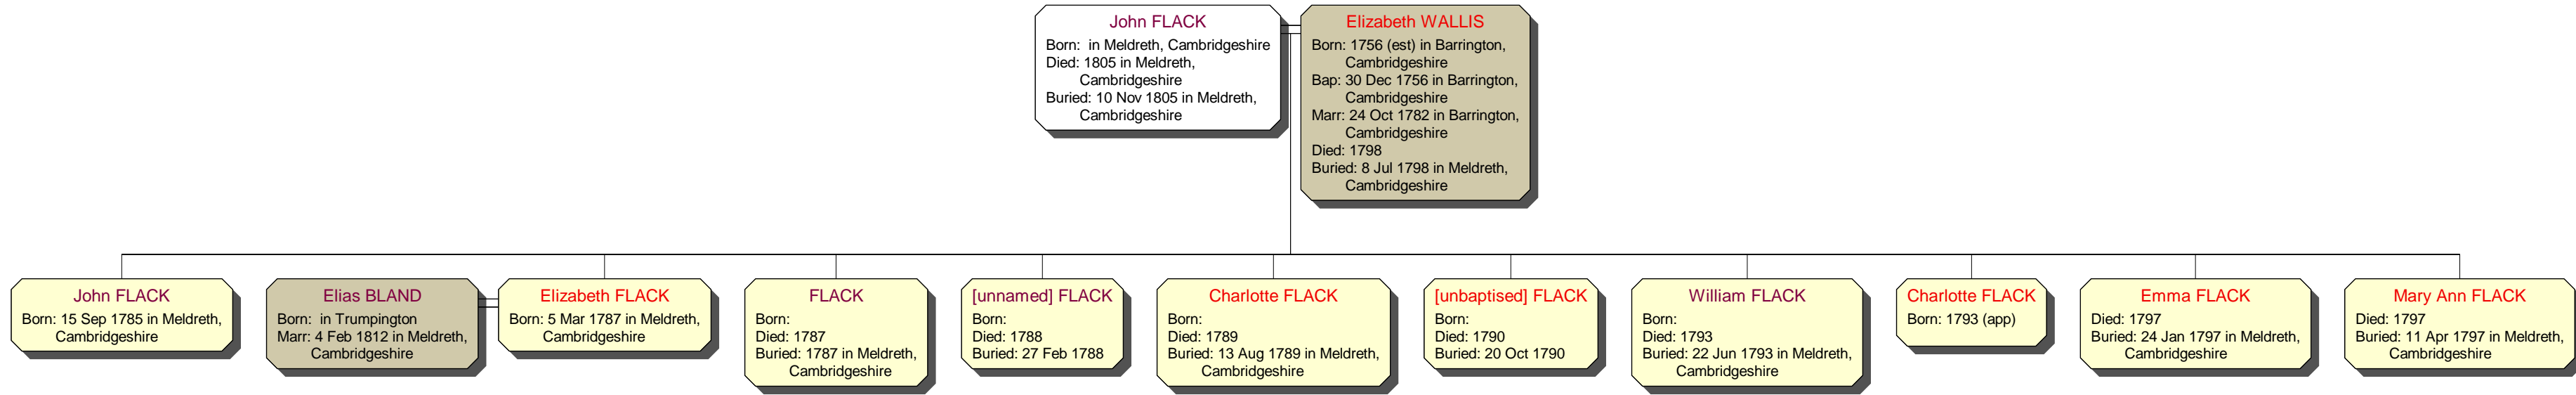 John FLACK
Born:  in Meldreth, Cambridgeshire
Died: 1805 in Meldreth,
Cambridgeshire
Buried: 10 Nov 1805 in Meldreth,
Cambridgeshire
Elizabeth WALLIS
Born: 1756 (est) in Barrington,
Cambridgeshire
Bap: 30 Dec 1756 in Barrington,
Cambridgeshire
Marr: 24 Oct 1782 in Barrington,
Cambridgeshire
Died: 1798
Buried: 8 Jul 1798 in Meldreth,
Cambridgeshire
John FLACK
Born: 15 Sep 1785 in Meldreth,
Cambridgeshire
Elias BLAND
Born:  in Trumpington
Marr: 4 Feb 1812 in Meldreth,
Cambridgeshire
Elizabeth FLACK
Born: 5 Mar 1787 in Meldreth,
Cambridgeshire
FLACK
Born:
Died: 1787
Buried: 1787 in Meldreth,
Cambridgeshire
[unnamed] FLACK
Born:
Died: 1788
Buried: 27 Feb 1788
Charlotte FLACK
Born:
Died: 1789
Buried: 13 Aug 1789 in Meldreth,
Cambridgeshire
[unbaptised] FLACK
Born:
Died: 1790
Buried: 20 Oct 1790
William FLACK
Born:
Died: 1793
Buried: 22 Jun 1793 in Meldreth,
Cambridgeshire
Charlotte FLACK
Born: 1793 (app)
Emma FLACK
Died: 1797
Buried: 24 Jan 1797 in Meldreth,
Cambridgeshire
Mary Ann FLACK
Died: 1797
Buried: 11 Apr 1797 in Meldreth,
Cambridgeshire